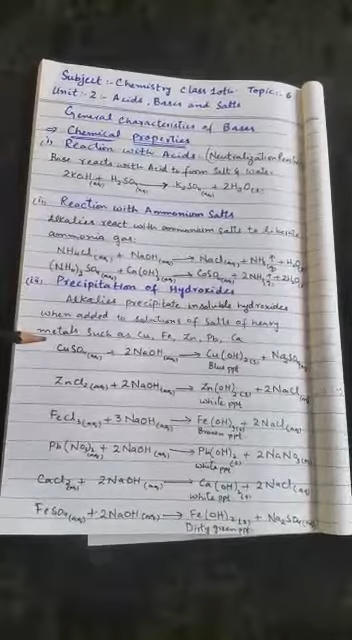 Subject :- Chemistry Class 10th Topic :- 6
Unit :- 2 :- Acids, Bases and Salts
General Characteristics of Bases
⇒ Chemical Properties
(i) Reaction with Acids: (Neutralization
Base reacts with Acid to form Salt & Water
2KOH(aq) + H₂SO₄(aq) → K₂SO₄(aq) + 2H₂O(l)
(ii) Reaction with Ammonium Salts
Alkalies react with ammonium salts to liberate
ammonia gas:
NH₄Cl(aq) + NaOH(aq) → NaCl(aq) + NH₃↑(g) + H₂O
(NH₄)₂SO₄(aq) + Ca(OH)₂(aq) → CaSO₄(aq) + 2NH₃↑(g) + 2H₂O
(iii) Precipitation of Hydroxides
Alkalies precipitate insoluble hydroxides
when added to solutions of salts of heavy
metals such as Cu, Fe, Zn, Pb, Ca
CuSO₄(aq) + 2NaOH(aq) → Cu(OH)₂(s) + Na₂SO₄(aq)
Blue ppt
ZnCl₂(aq) + 2NaOH(aq) → Zn(OH)₂(s) + 2NaCl(aq)
white ppt
FeCl₃(aq) + 3NaOH(aq) → Fe(OH)₃(s) + 2NaCl(aq)
Brown ppt
Pb(NO₃)₂(aq) + 2NaOH(aq) → Pb(OH)₂(s) + 2NaNO₃(aq)
white ppt
CaCl₂(aq) + 2NaOH(aq) → Ca(OH)₂(s) + 2NaCl(aq)
white ppt
FeSO₄(aq) + 2NaOH(aq) → Fe(OH)₂(s) + Na₂SO₄(aq)
Dirty green ppt